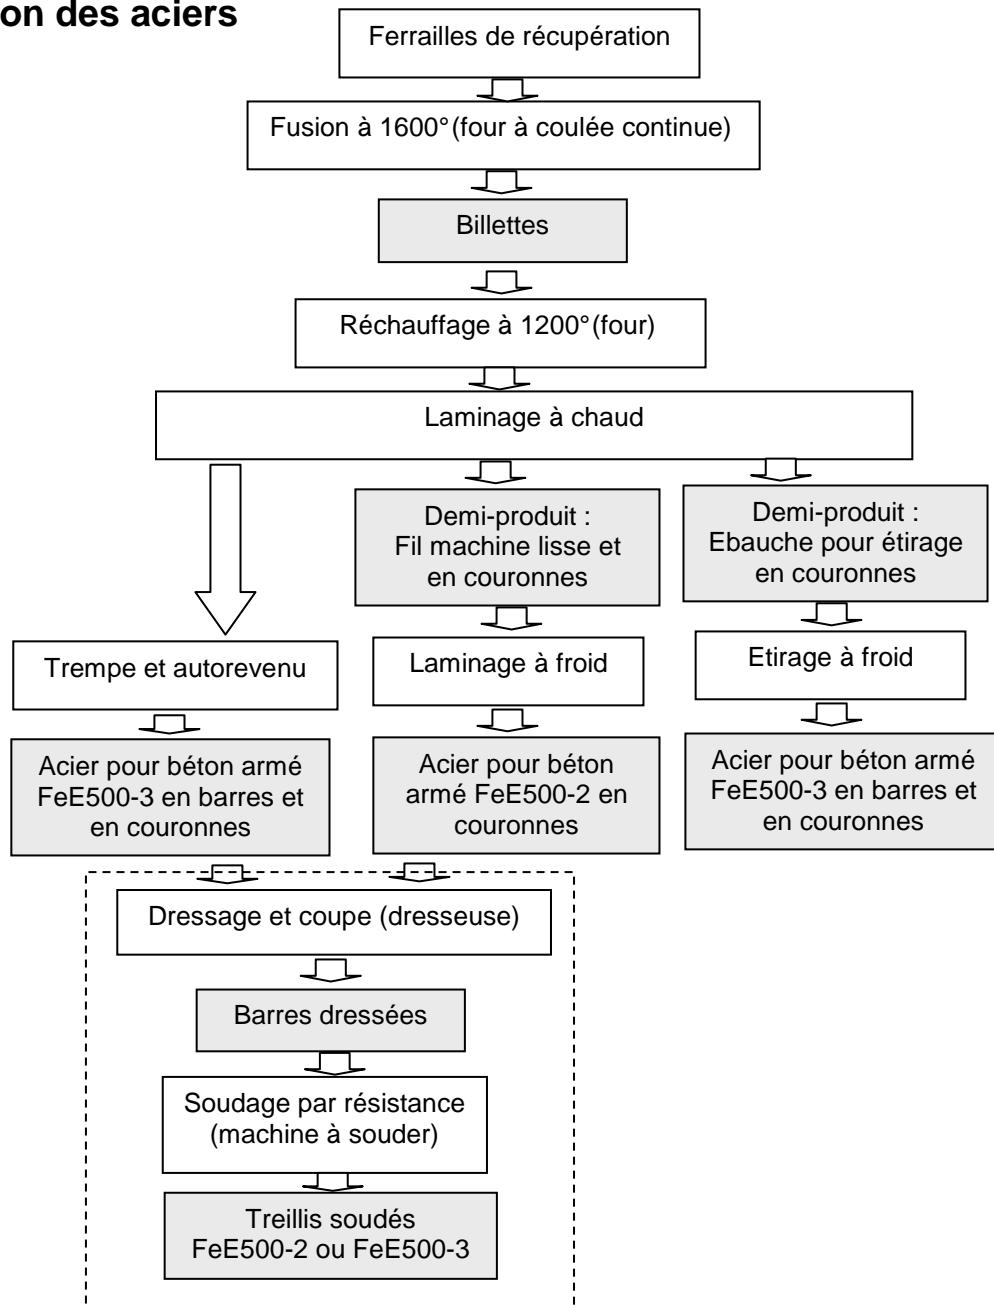 on des aciers
Ferrailles de récupération
Fusion à 1600° (four à coulée continue)
Billettes
Réchauffage à 1200° (four)
Laminage à chaud
Demi-produit :
Fil machine lisse et
en couronnes
Demi-produit :
Ebauche pour étirage
en couronnes
Trempe et autorevenu
Laminage à froid
Etirage à froid
Acier pour béton armé
FeE500-3 en barres et
en couronnes
Acier pour béton
armé FeE500-2 en
couronnes
Acier pour béton armé
FeE500-3 en barres et
en couronnes
Dressage et coupe (dresseuse)
Barres dressées
Soudage par résistance
(machine à souder)
Treillis soudés
FeE500-2 ou FeE500-3